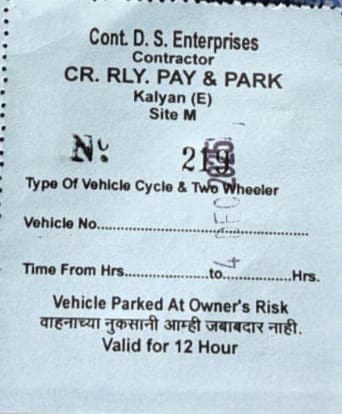 Cont. D. S. Enterprises
Contractor
CR. RLY. PAY & PARK
Kalyan (E)
Site M
No. 219
Type Of Vehicle Cycle & Two Wheeler
Vehicle No..........................................................
Time From Hrs......................to..................Hrs.
Vehicle Parked At Owner's Risk
वाहनाच्या नुकसानी आम्ही जबाबदार नाही.
Valid for 12 Hour